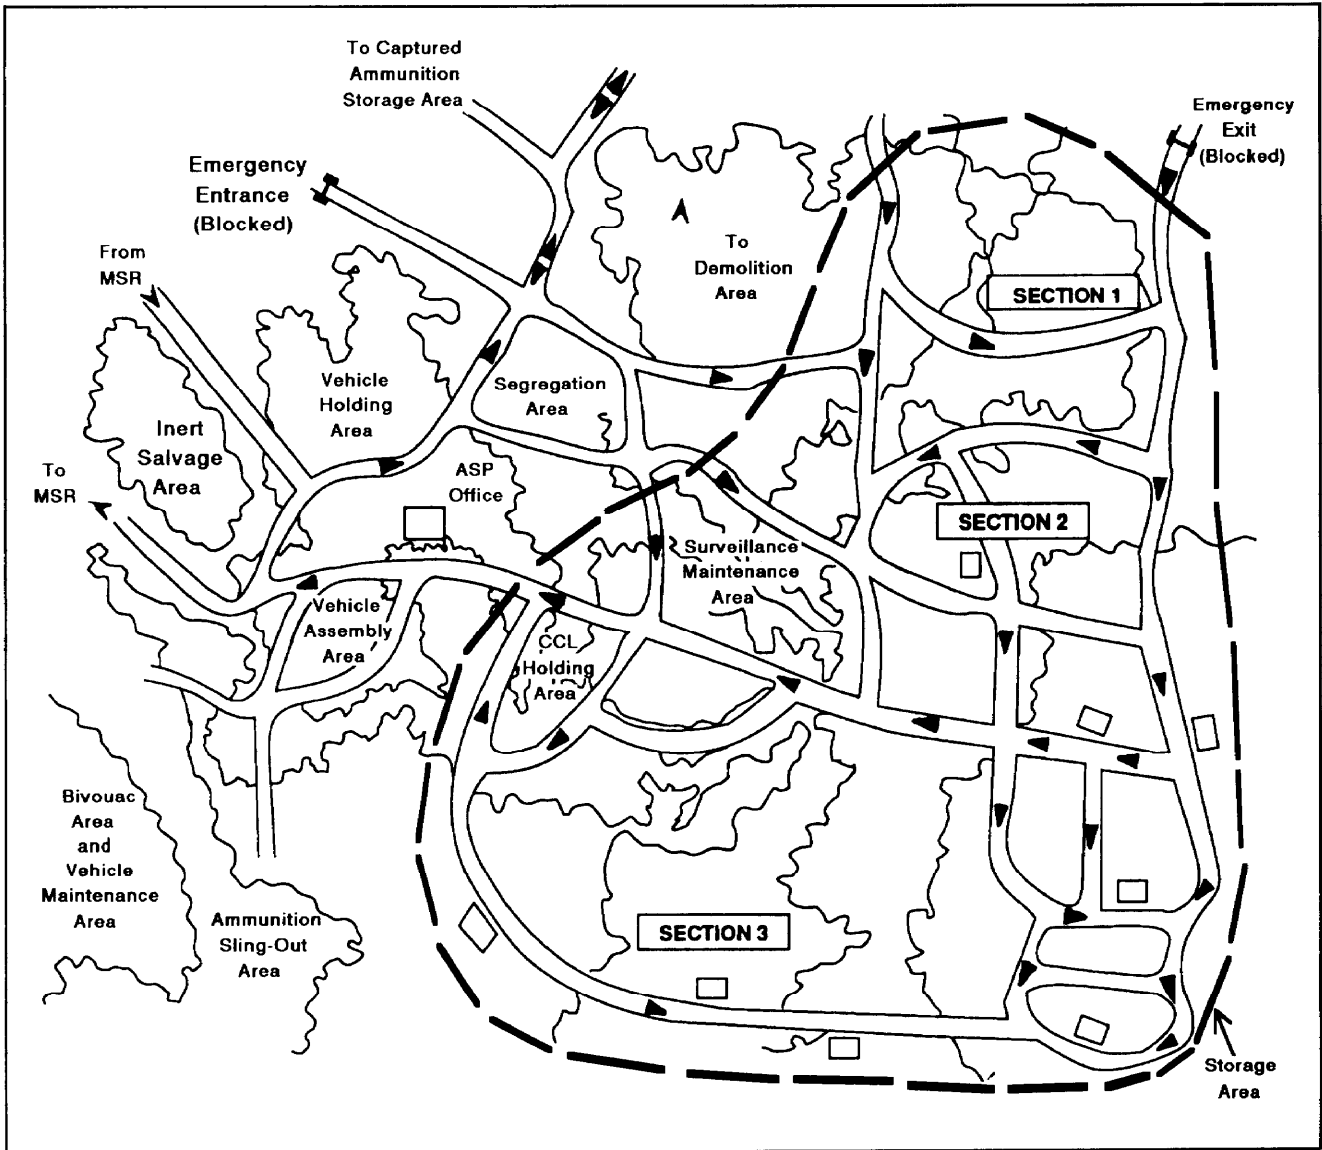 To Captured
Ammunition
Storage Area
Emergency
Exit
(Blocked)
Emergency
Entrance
(Blocked)
From
MSR
To
Demolition
Area
SECTION 1
Vehicle
Holding
Area
Segregation
Area
Inert
Salvage
Area
To
MSR
ASP
Office
SECTION 2
Surveillance
Maintenance
Area
Vehicle
Assembly
Area
CCL
Holding
Area
Bivouac
Area
and
Vehicle
Maintenance
Area
Ammunition
Sling-Out
Area
SECTION 3
Storage
Area